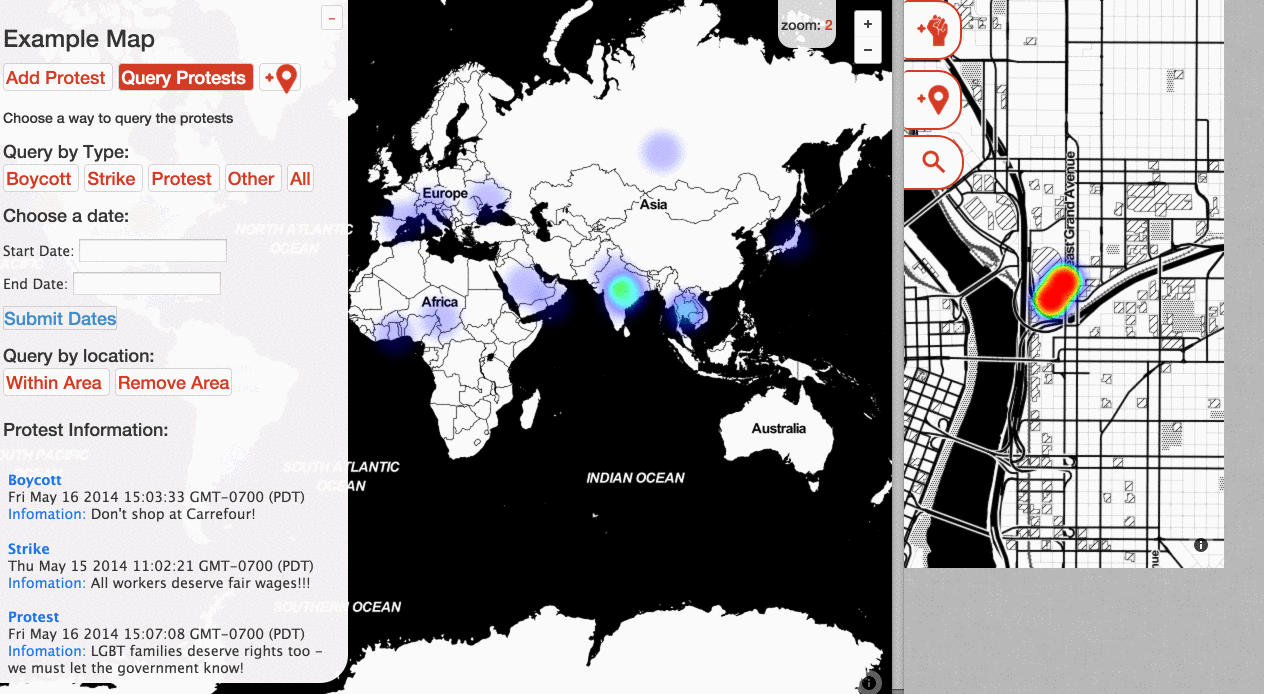 Example Map
–
Add Protest
Query Protests
+
Choose a way to query the protests
Query by Type:
Boycott
Strike
Protest
Other
All
Choose a date:
Start Date:
End Date:
Submit Dates
Query by location:
Within Area
Remove Area
Protest Information:
Boycott
Fri May 16 2014 15:03:33 GMT-0700 (PDT)
Infomation: Don't shop at Carrefour!
Strike
Thu May 15 2014 11:02:21 GMT-0700 (PDT)
Infomation: All workers deserve fair wages!!!
Protest
Fri May 16 2014 15:07:08 GMT-0700 (PDT)
Infomation: LGBT families deserve rights too –
we must let the government know!
NORTH ATLANTIC
OCEAN
OUTH PACIFIC
OCEAN
SOUTH ATLANTIC
OCEAN
SOUTHERN OCEAN
zoom: 2
+
–
Europe
Asia
Africa
Australia
INDIAN OCEAN
i
+
+
east Grand Avenue
nue
i